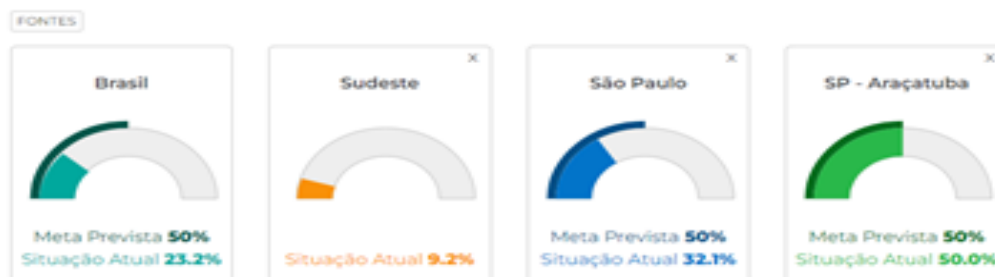 FONTES
Brasil
Meta Prevista 50%
Situação Atual 23.2%
X
Sudeste
Situação Atual 9.2%
X
São Paulo
Meta Prevista 50%
Situação Atual 32.1%
X
SP - Araçatuba
Meta Prevista 50%
Situação Atual 50.0%